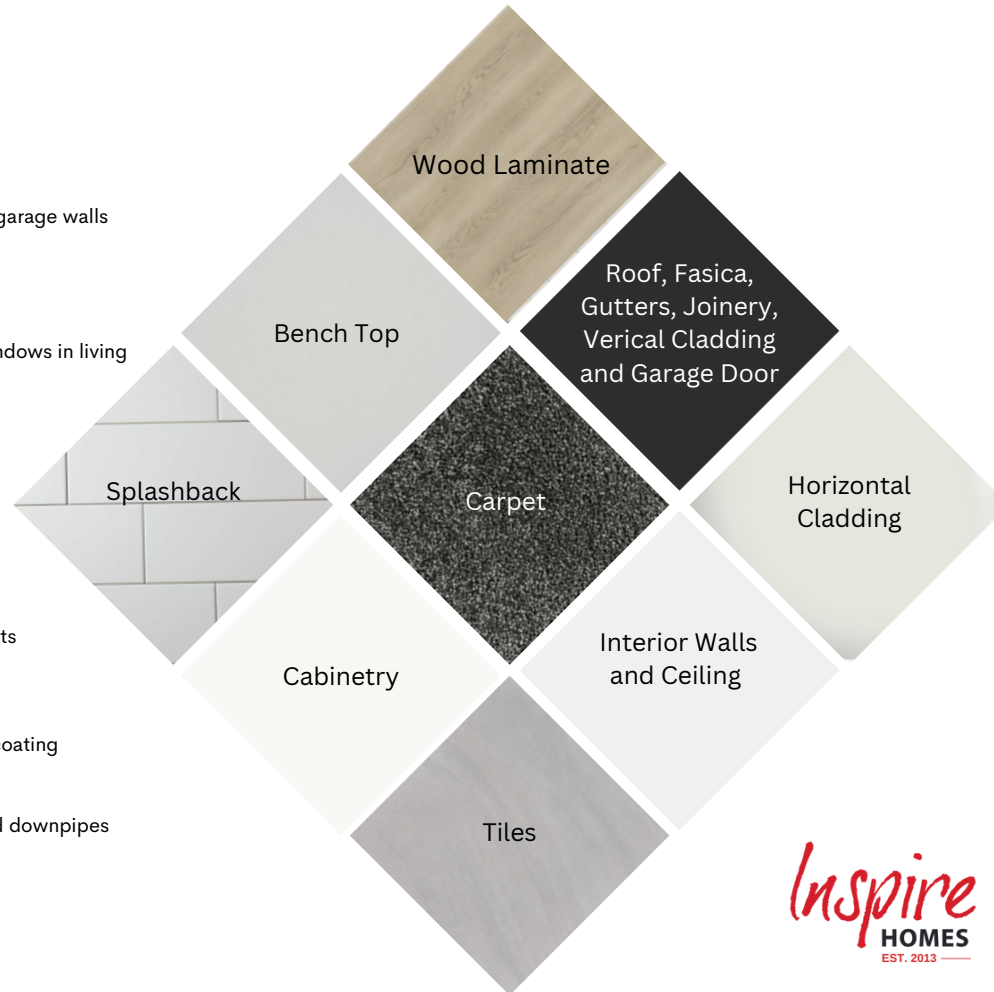 garage walls
ndows in living
ts
oating
d downpipes
Wood Laminate
Roof, Fasica,
Gutters, Joinery,
Verical Cladding
and Garage Door
Bench Top
Splashback
Carpet
Horizontal
Cladding
Cabinetry
Interior Walls
and Ceiling
Tiles
Inspire
HOMES
EST. 2013